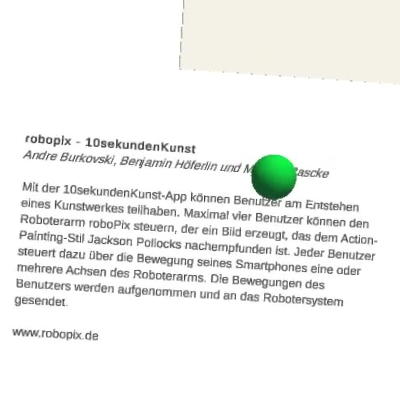 robopix - 10sekundenKunst
Andre Burkovski, Benjamin Höferlin und
Mit der 10sekundenKunst-App können Benutzer am Entstehen
eines Kunstwerkes teilhaben. Maximal vier Benutzer können den
Roboterarm roboPix steuern, der ein Bild erzeugt, das dem Action-
Painting-Stil Jackson Pollocks nachempfunden ist. Jeder Benutzer
steuert dazu über die Bewegung seines Smartphones eine oder
mehrere Achsen des Roboterarms. Die Bewegungen des
Benutzers werden aufgenommen und an das Robotersystem
gesendet.
www.robopix.de